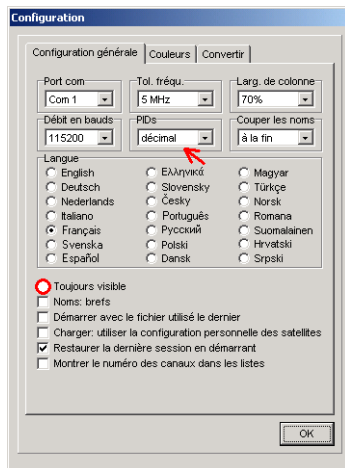 Configuration
Configuration générale Couleurs Convertir
Port com Tol. fréqu. Larg. de colonne
Com 1 5 MHz 70%
Débit en bauds PIDs Couper les noms
115200 décimal à la fin
Langue
English Ελληνικά Magyar
Deutsch Slovensky Türkçe
Nederlands Česky Norsk
Italiano Português Romana
Français Русский Suomalainen
Svenska Polski Hrvatski
Español Dansk Srpski
Toujours visible
Noms: brefs
Démarrer avec le fichier utilisé le dernier
Charger: utiliser la configuration personnelle des satellites
Restaurer la dernière session en démarrant
Montrer le numéro des canaux dans les listes
OK